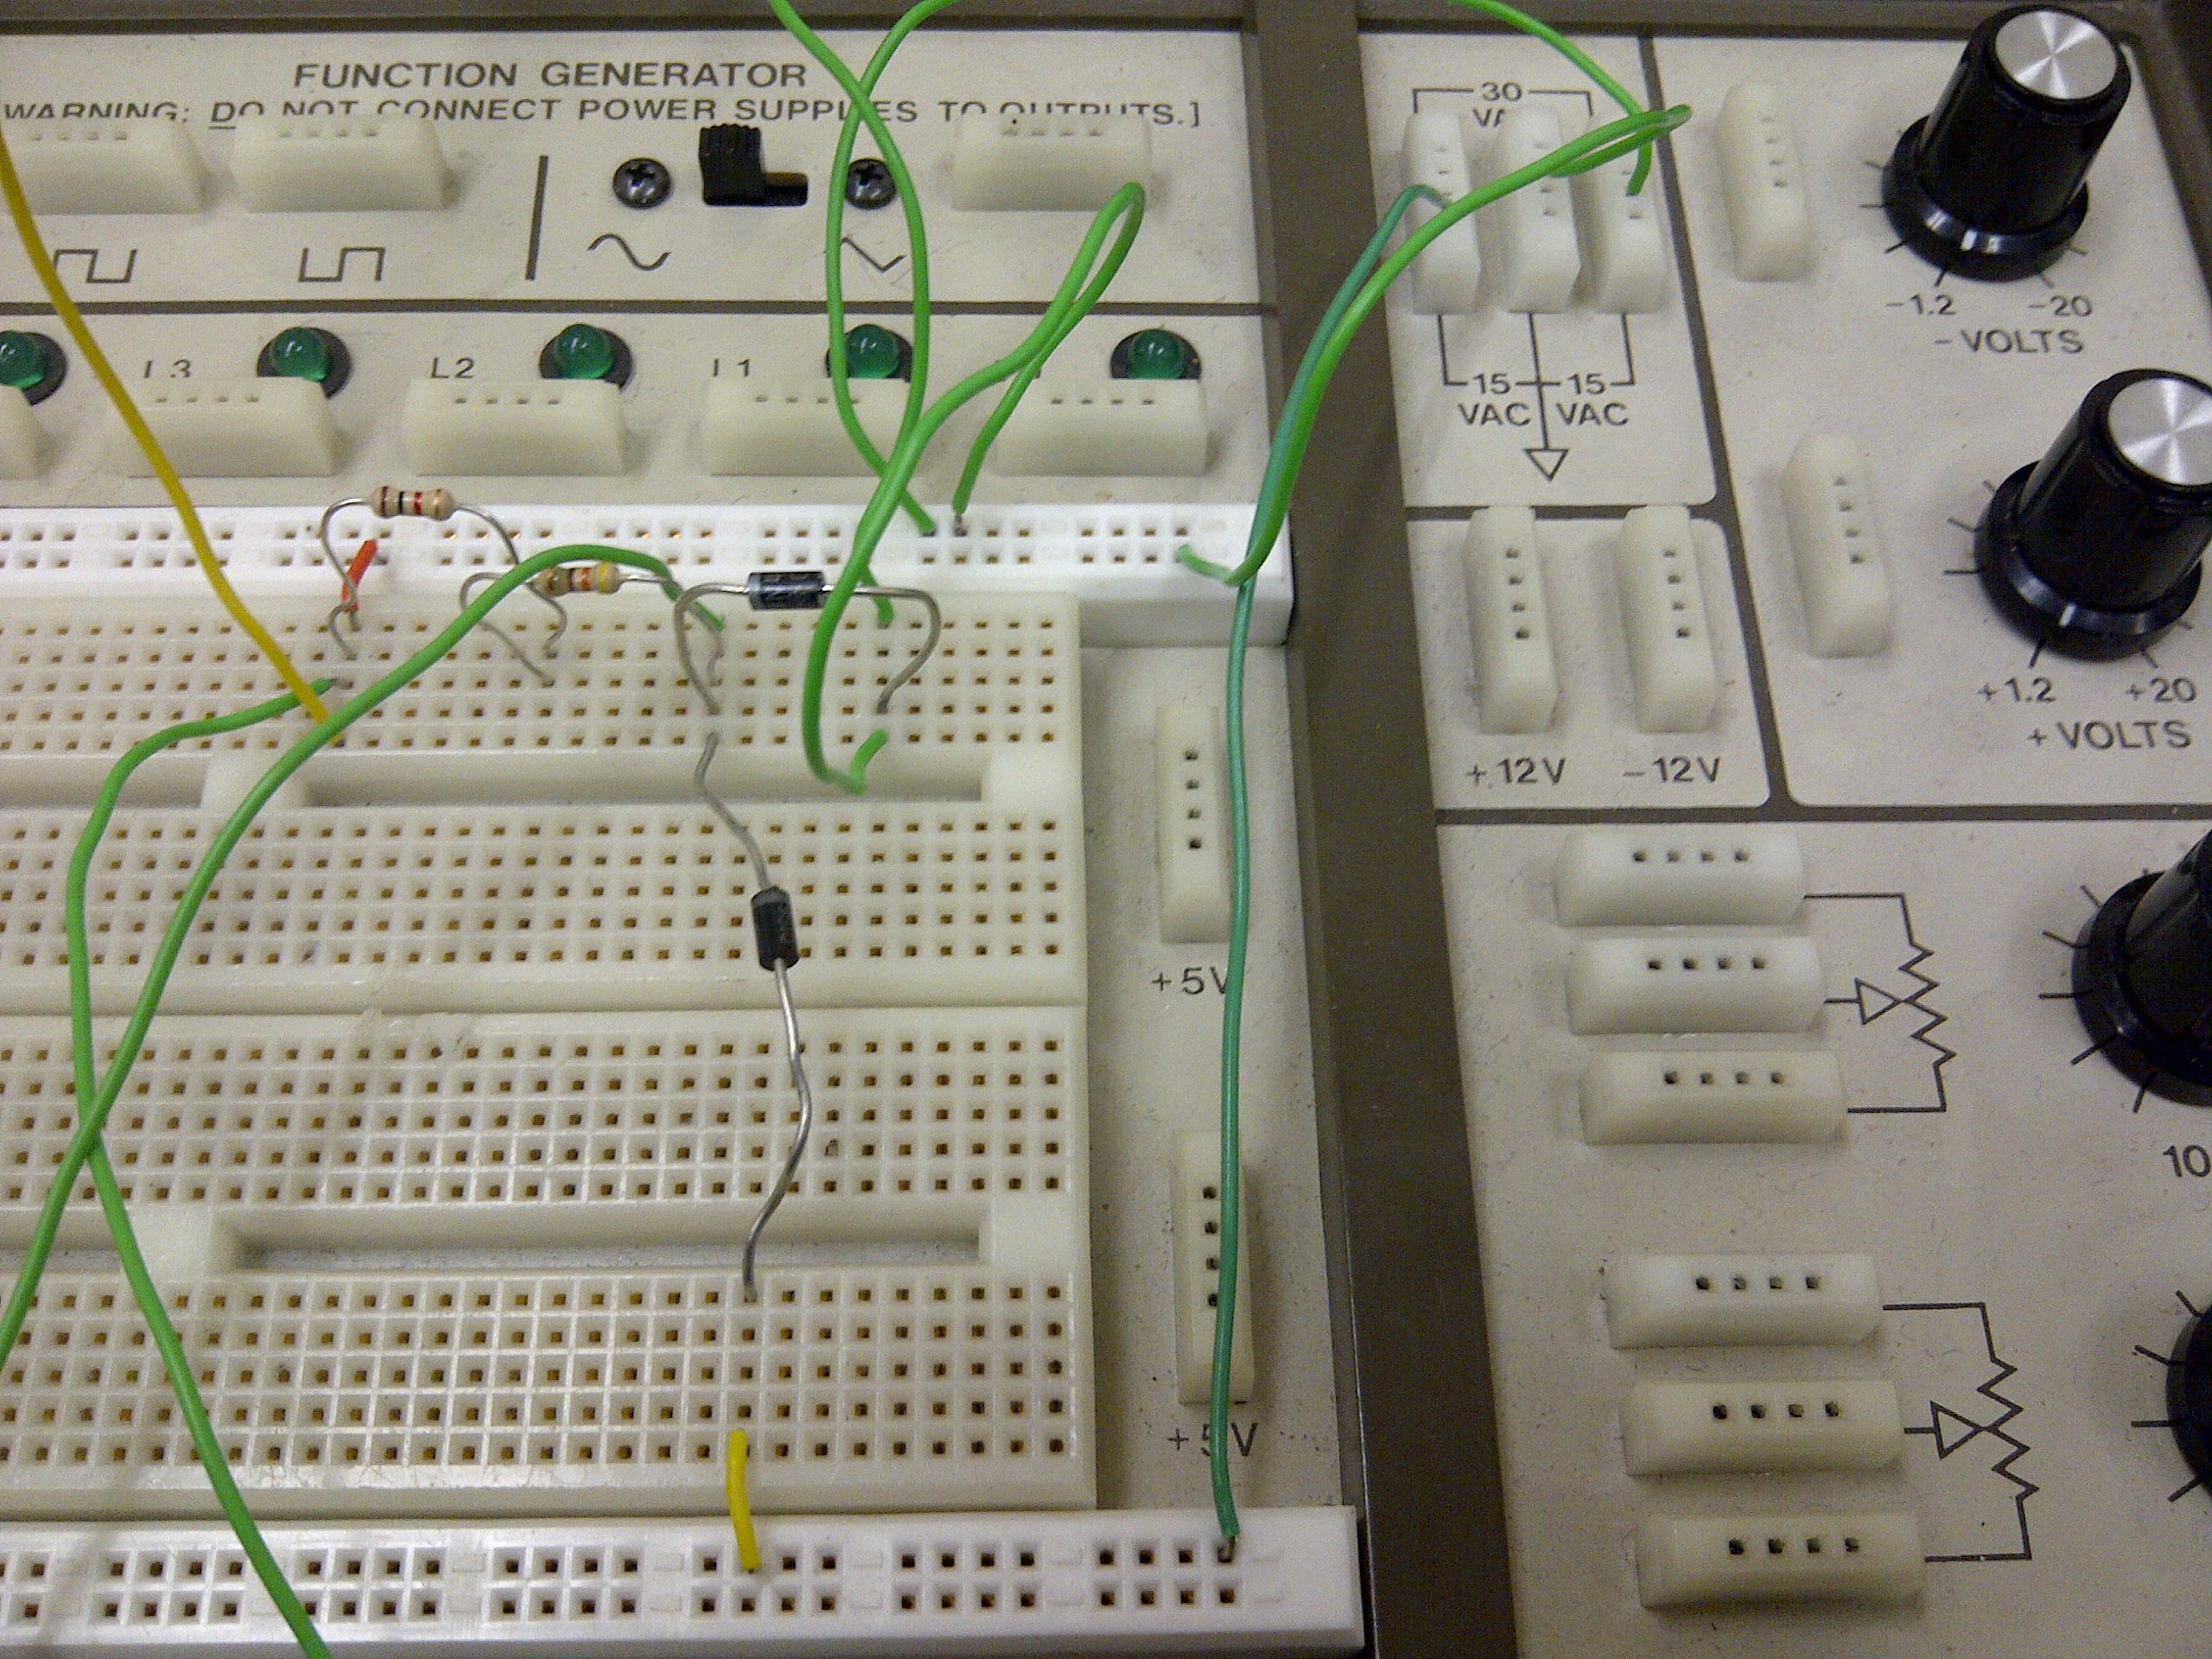 FUNCTION GENERATOR
[WARNING: DO NOT CONNECT POWER SUPPLIES TO OUTPUTS.]
30
-1.2 -20
-VOLTS
L3 L2 L1
15 15
VAC VAC
+1.2 +20
+VOLTS
+12V -12V
+5V
10
+5V